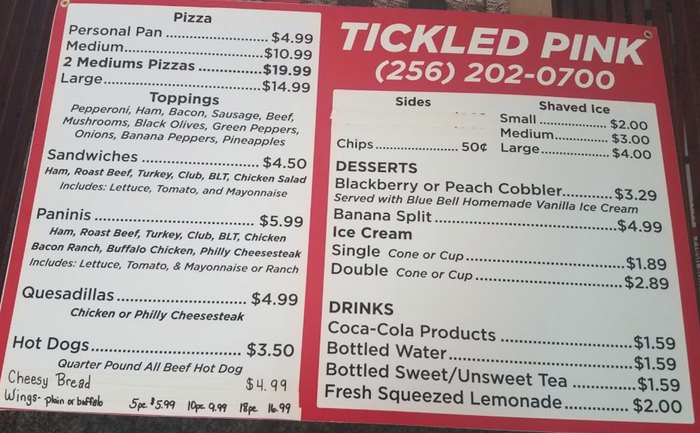 Pizza
Personal Pan ........................ $4.99
Medium.............................. $10.99
2 Mediums Pizzas .................. $19.99
Large................................. $14.99
Toppings
Pepperoni, Ham, Bacon, Sausage, Beef,
Mushrooms, Black Olives, Green Peppers,
Onions, Banana Peppers, Pineapples
Sandwiches ........................ $4.50
Ham, Roast Beef, Turkey, Club, BLT, Chicken Salad
Includes: Lettuce, Tomato, and Mayonnaise
Paninis .............................. $5.99
Ham, Roast Beef, Turkey, Club, BLT, Chicken
Bacon Ranch, Buffalo Chicken, Philly Cheesesteak
Includes: Lettuce, Tomato, & Mayonnaise or Ranch
Quesadillas ........................ $4.99
Chicken or Philly Cheesesteak
Hot Dogs ........................... $3.50
Quarter Pound All Beef Hot Dog
Cheesy Bread $4.99
Wings- plain or buffalo 5pc $5.99 10pc 9.99 18pc 16.99
TICKLED PINK
(256) 202-0700
Sides
Chips........................ 50¢
Shaved Ice
Small .................. $2.00
Medium............... $3.00
Large.................. $4.00
DESSERTS
Blackberry or Peach Cobbler............ $3.29
Served with Blue Bell Homemade Vanilla Ice Cream
Banana Split .............................. $4.99
Ice Cream
Single Cone or Cup ..................... $1.89
Double Cone or Cup ..................... $2.89
DRINKS
Coca-Cola Products ..................... $1.59
Bottled Water.............................. $1.59
Bottled Sweet/Unsweet Tea ............ $1.59
Fresh Squeezed Lemonade............... $2.00